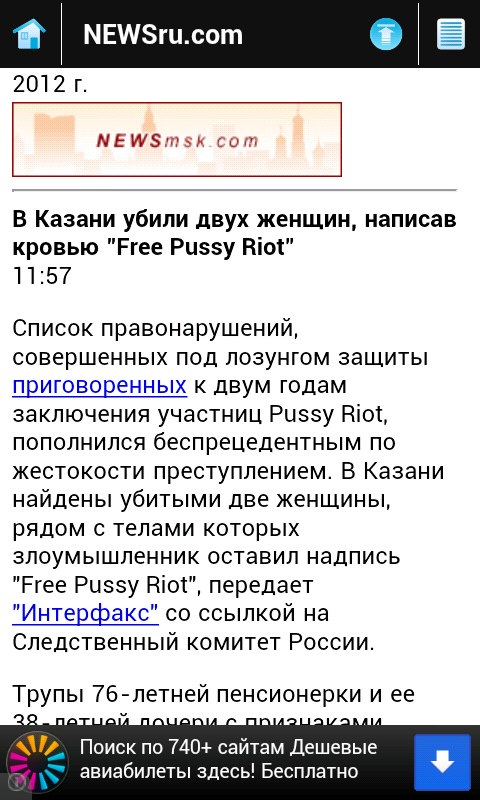 NEWSru.com
2012 г.
NEWSmsk.com
В Казани убили двух женщин, написав
кровью "Free Pussy Riot"
11:57
Список правонарушений,
совершенных под лозунгом защиты
приговоренных к двум годам
заключения участниц Pussy Riot,
пополнился беспрецедентным по
жестокости преступлением. В Казани
найдены убитыми две женщины,
рядом с телами которых
злоумышленник оставил надпись
"Free Pussy Riot", передает
"Интерфакс" со ссылкой на
Следственный комитет России.
Трупы 76-летней пенсионерки и ее
38-летней дочери с признаками
Поиск по 740+ сайтам Дешевые
авиабилеты здесь! Бесплатно